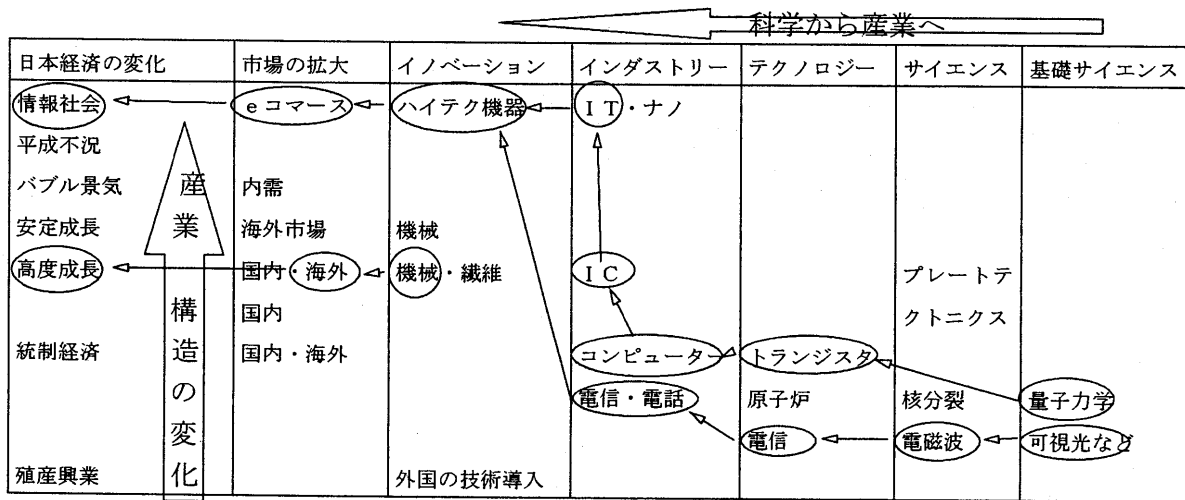 科学から産業へ
日本経済の変化 市場の拡大 イノベーション インダストリー テクノロジー サイエンス 基礎サイエンス
情報社会 eコマース ハイテク機器 IT・ナノ
平成不況
バブル景気 内需
安定成長 海外市場 機械
高度成長 国内・海外 機械・繊維 IC プレートテ
国内 クトニクス
統制経済 国内・海外 コンピューター トランジスタ
電信・電話 原子炉 核分裂 量子力学
電信 電磁波 可視光など
殖産興業 外国の技術導入
産業構造の変化